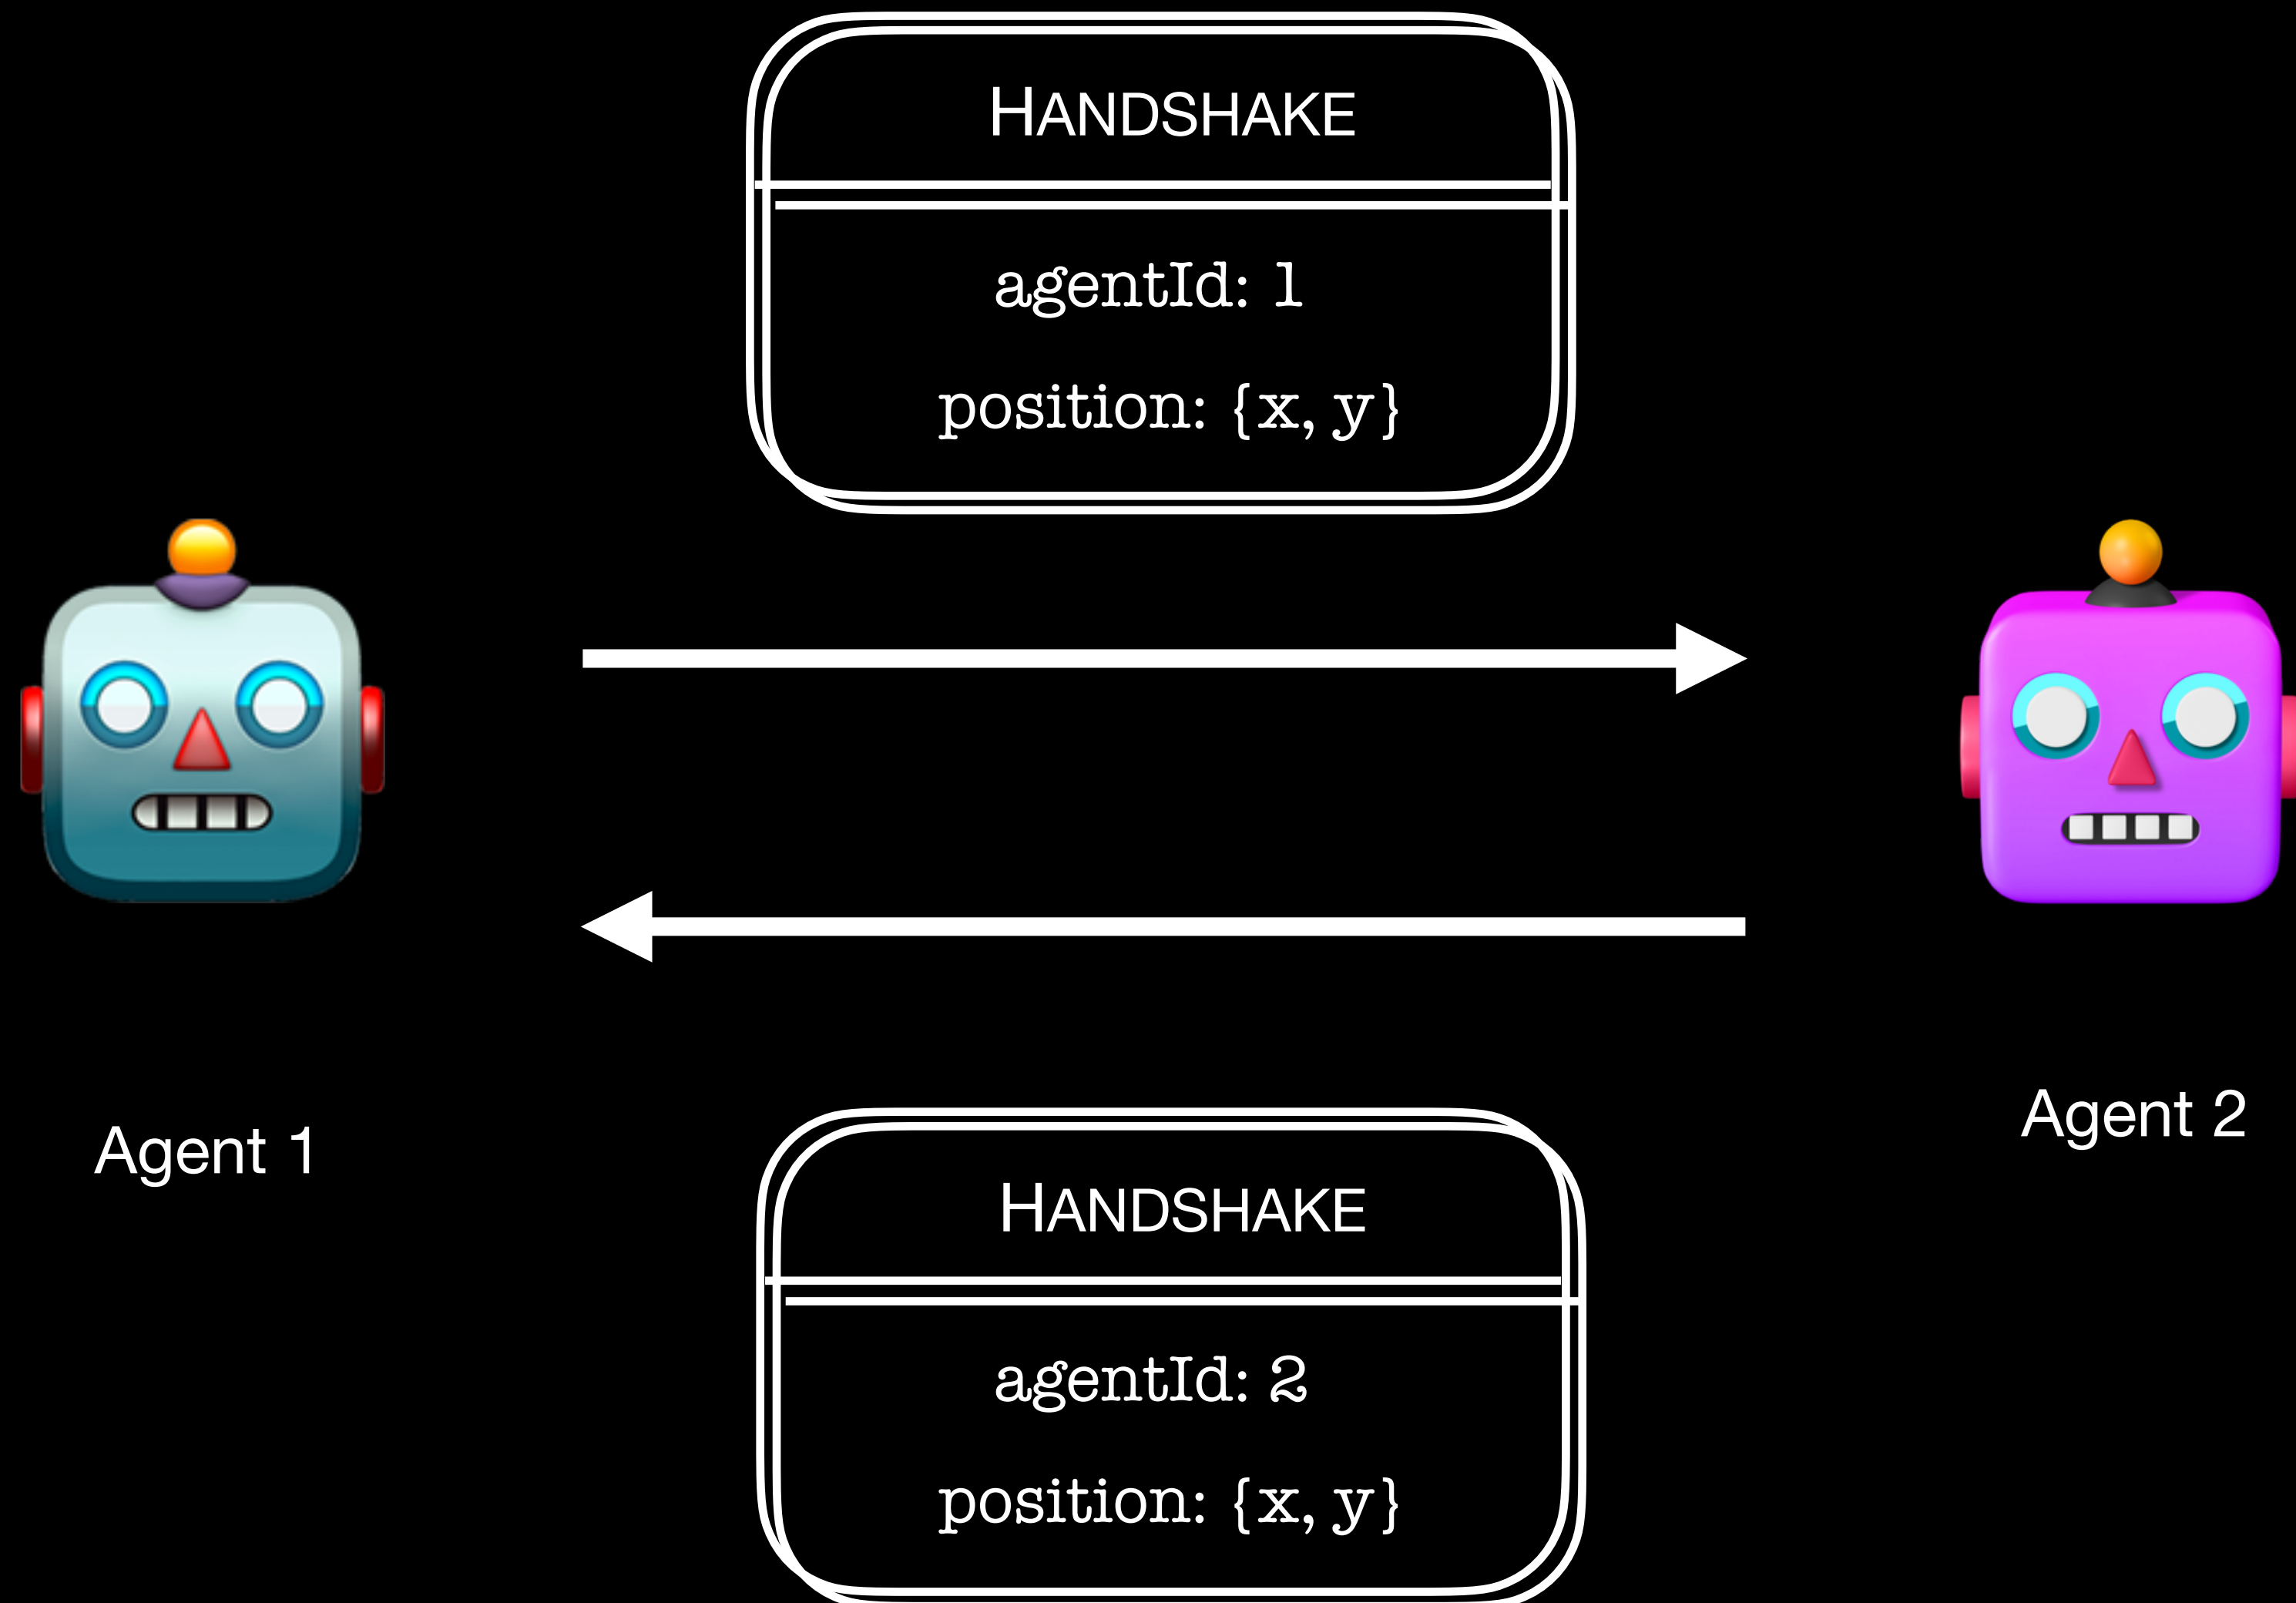 HANDSHAKE
agentId: 1
position: {x, y}
Agent 1
Agent 2
HANDSHAKE
agentId: 2
position: {x, y}